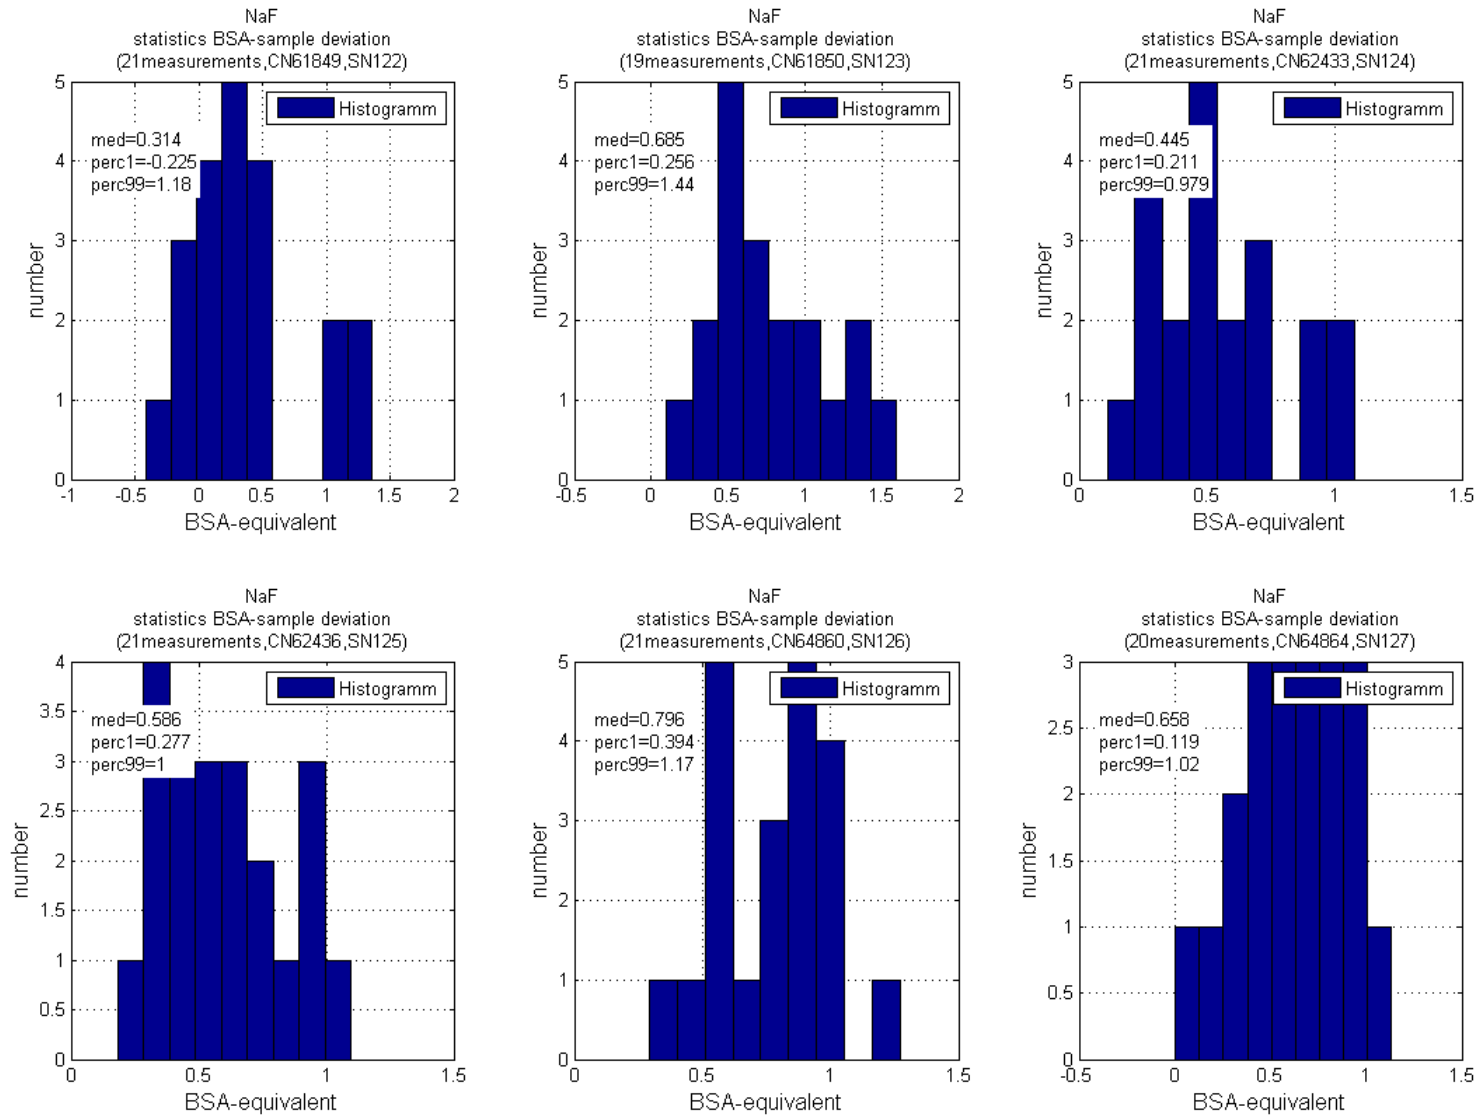 NaF
statistics BSA-sample deviation
(21measurements,CN61849,SN122)
5
4
3
2
1
0
-1
-0.5
0
0.5
1
1.5
2
number
BSA-equivalent
Histogramm
med=0.314
perc1=-0.225
perc99=1.18
NaF
statistics BSA-sample deviation
(19measurements,CN61850,SN123)
5
4
3
2
1
0
-0.5
0
0.5
1
1.5
2
number
BSA-equivalent
Histogramm
med=0.685
perc1=0.256
perc99=1.44
NaF
statistics BSA-sample deviation
(21measurements,CN62433,SN124)
5
4
3
2
1
0
0
0.5
1
1.5
number
BSA-equivalent
Histogramm
med=0.445
perc1=0.211
perc99=0.979
NaF
statistics BSA-sample deviation
(21measurements,CN62436,SN125)
4
3.5
3
2.5
2
1.5
1
0.5
0
0
0.5
1
1.5
number
BSA-equivalent
Histogramm
med=0.586
perc1=0.277
perc99=1
NaF
statistics BSA-sample deviation
(21measurements,CN64860,SN126)
5
4
3
2
1
0
0
0.5
1
1.5
number
BSA-equivalent
Histogramm
med=0.796
perc1=0.394
perc99=1.17
NaF
statistics BSA-sample deviation
(20measurements,CN64864,SN127)
3
2.5
2
1.5
1
0.5
0
-0.5
0
0.5
1
1.5
number
BSA-equivalent
Histogramm
med=0.658
perc1=0.119
perc99=1.02